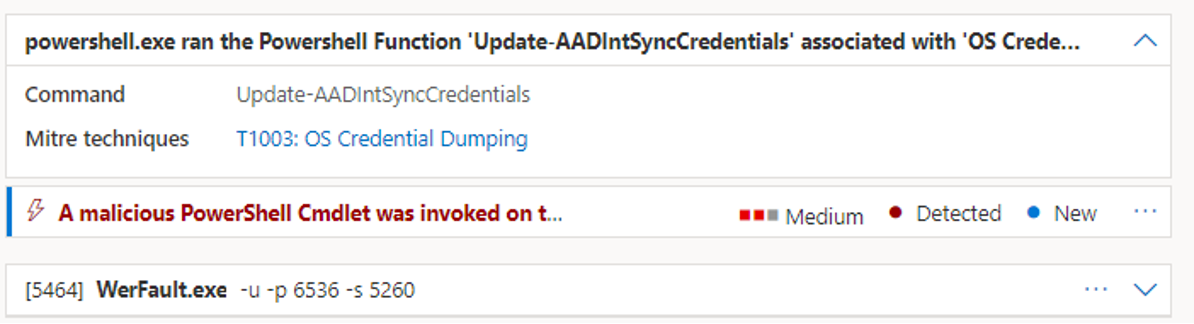 powershell.exe ran the Powershell Function 'Update-AADIntSyncCredentials' associated with 'OS Crede...
Command Update-AADIntSyncCredentials
Mitre techniques T1003: OS Credential Dumping
A malicious PowerShell Cmdlet was invoked on t... Medium Detected New ...
[5464] WerFault.exe -u -p 6536 -s 5260 ...